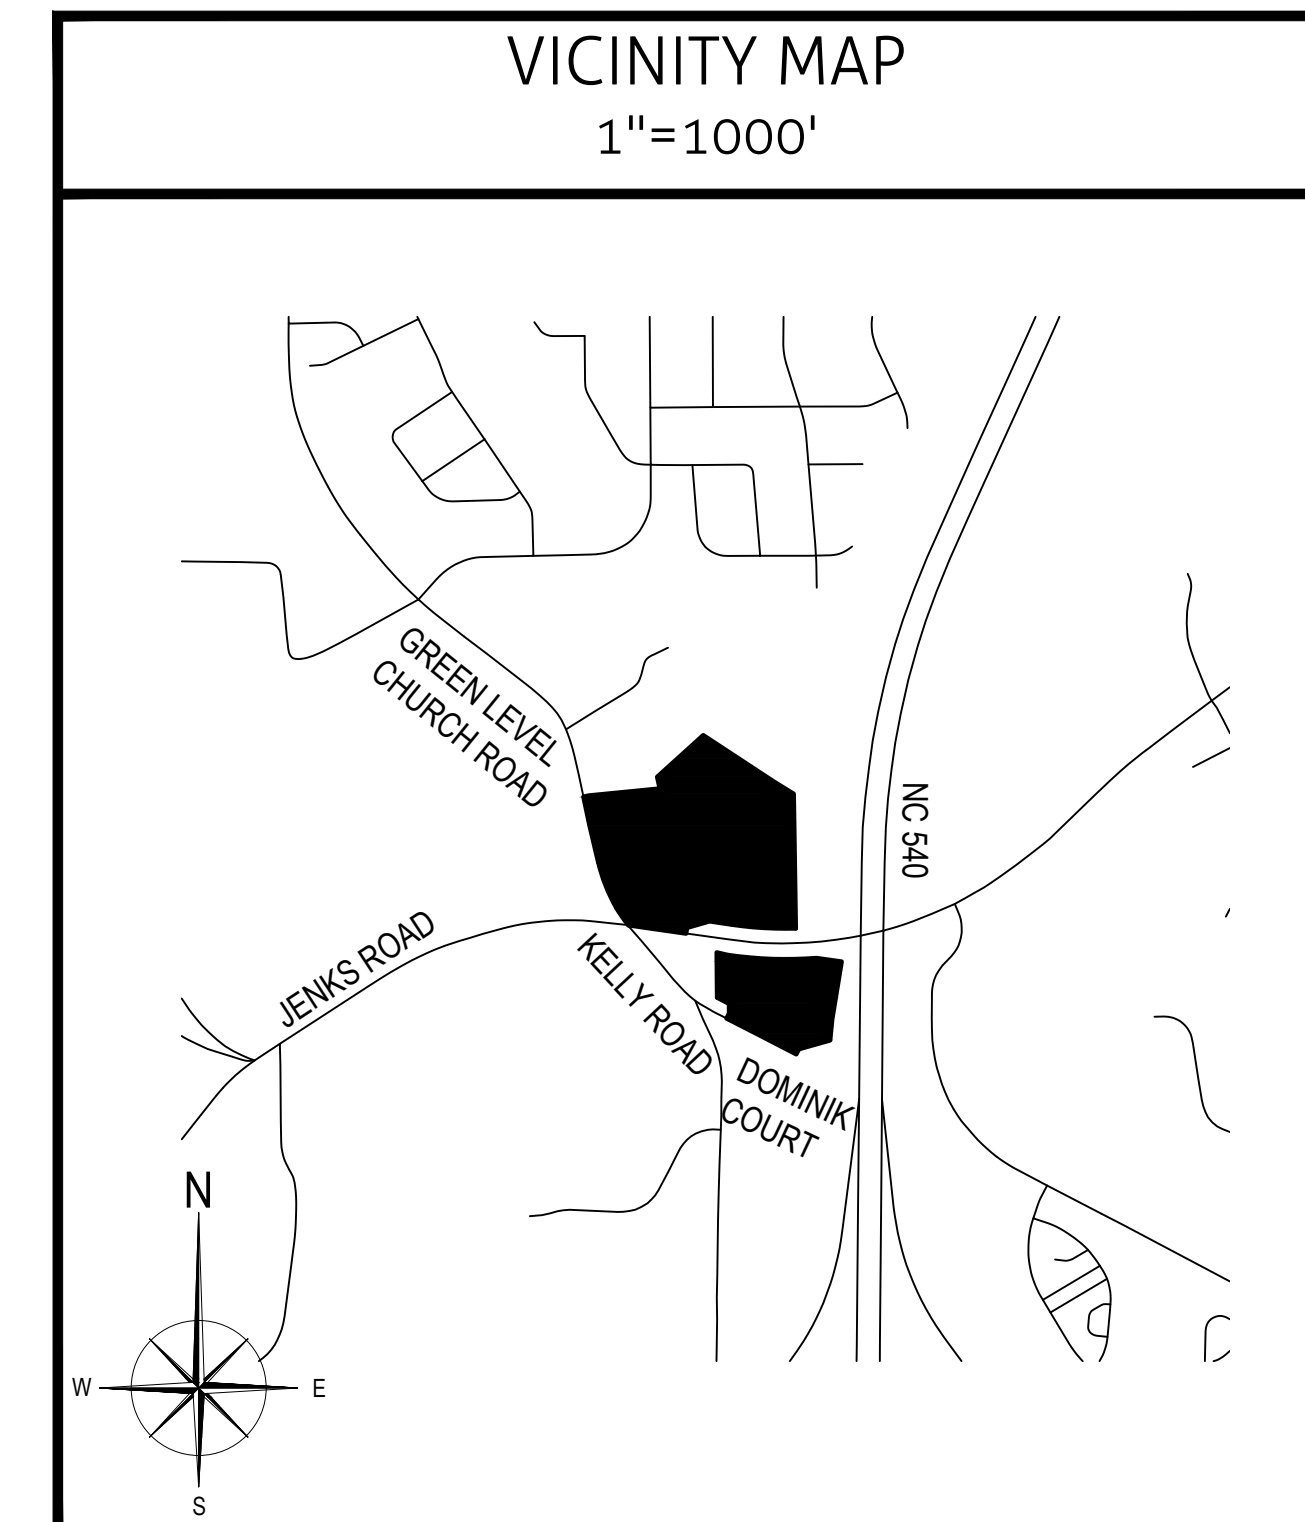 VICINITY MAP
1"=1000'
GREEN LEVEL
CHURCH ROAD
NC 540
JENKS ROAD
KELLY ROAD
DOMINIK
COURT
N
W
E
S